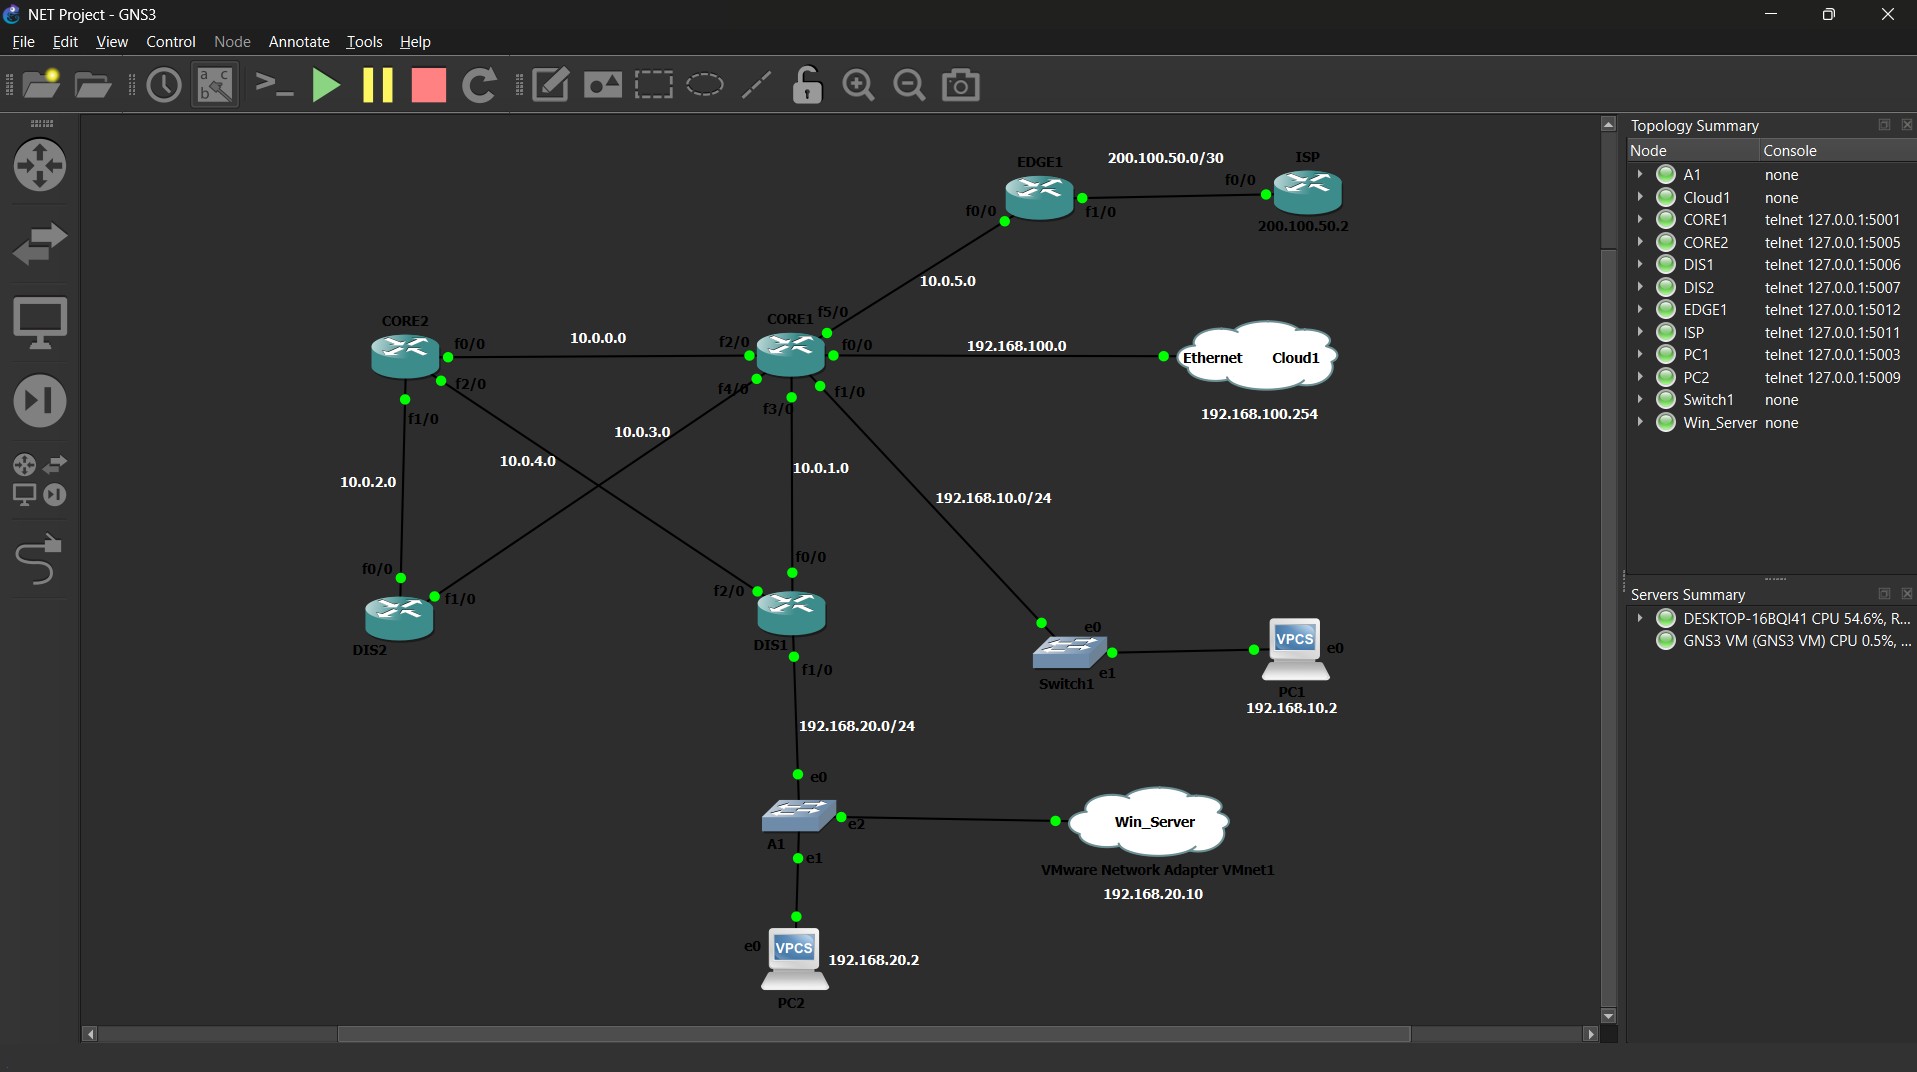 NET Project - GNS3
File Edit View Control Node Annotate Tools Help
a c
b
>_
EDGE1
200.100.50.0/30
ISP
f0/0
f0/0
f1/0
200.100.50.2
10.0.5.0
CORE2
CORE1
f5/0
f0/0
10.0.0.0
f2/0
f0/0
192.168.100.0
Ethernet Cloud1
f2/0
f4/0
f1/0
f1/0
f3/0
192.168.100.254
10.0.3.0
10.0.4.0
10.0.1.0
10.0.2.0
192.168.10.0/24
f0/0
f0/0
f1/0
f2/0
DIS2
DIS1
f1/0
e0
e1
Switch1
VPCS
e0
PC1
192.168.10.2
192.168.20.0/24
e0
e2
A1
e1
Win_Server
VMware Network Adapter VMnet1
192.168.20.10
e0
VPCS
192.168.20.2
PC2
Topology Summary
Node Console
A1 none
Cloud1 none
CORE1 telnet 127.0.0.1:5001
CORE2 telnet 127.0.0.1:5005
DIS1 telnet 127.0.0.1:5006
DIS2 telnet 127.0.0.1:5007
EDGE1 telnet 127.0.0.1:5012
ISP telnet 127.0.0.1:5011
PC1 telnet 127.0.0.1:5003
PC2 telnet 127.0.0.1:5009
Switch1 none
Win_Server none
Servers Summary
DESKTOP-16BQI41 CPU 54.6%, R...
GNS3 VM (GNS3 VM) CPU 0.5%, ...